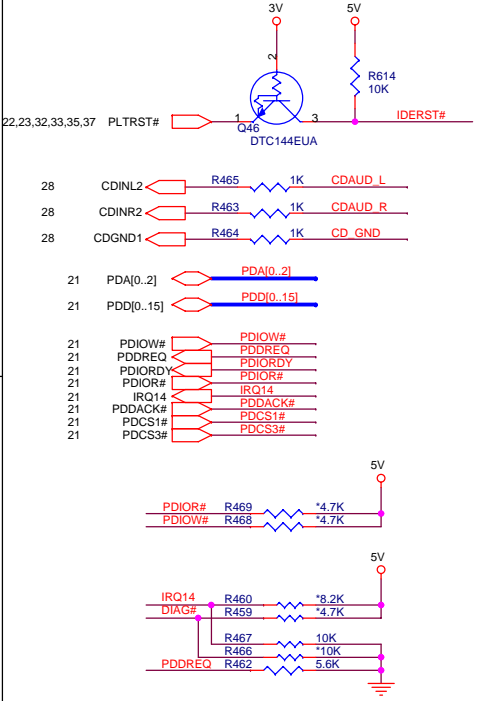 3V 5V
2
R614
10K
22,23,32,33,35,37 PLTRST# 1 3 IDERST#
Q46
DTC144EUA
28 CDINL2 R465 1K CDAUD_L
28 CDINR2 R463 1K CDAUD_R
28 CDGND1 R464 1K CD_GND
21 PDA[0..2] PDA[0..2]
21 PDD[0..15] PDD[0..15]
21 PDIOW# PDIOW#
21 PDDREQ PDDREQ
21 PDIORDY PDIORDY
21 PDIOR# PDIOR#
21 IRQ14 IRQ14
21 PDDACK# PDDACK#
21 PDCS1# PDCS1#
21 PDCS3# PDCS3#
5V
PDIOR# R469 *4.7K
PDIOW# R468 *4.7K
5V
IRQ14 R460 *8.2K
DIAG# R459 *4.7K
R467 10K
R466 *10K
PDDREQ R462 5.6K